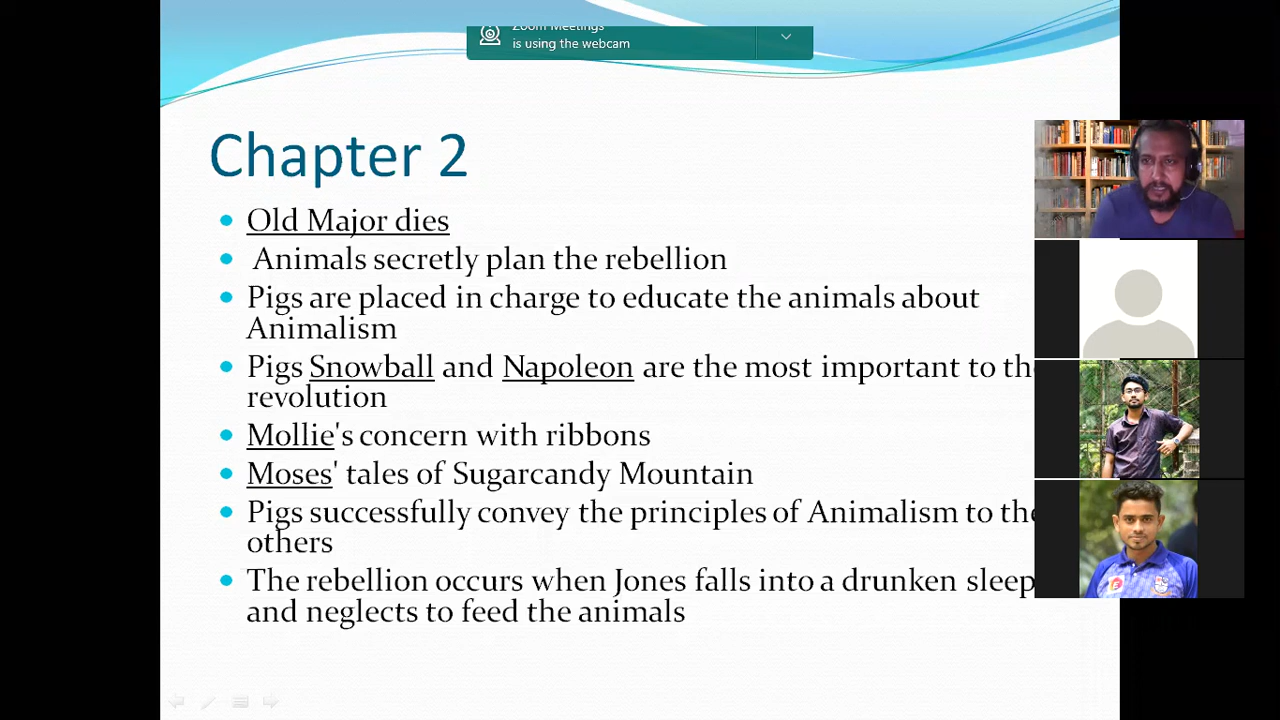 Zoom Meetings
is using the webcam
Chapter 2
Old Major dies
Animals secretly plan the rebellion
Pigs are placed in charge to educate the animals about
Animalism
Pigs Snowball and Napoleon are the most important to the
revolution
Mollie's concern with ribbons
Moses' tales of Sugarcandy Mountain
Pigs successfully convey the principles of Animalism to the
others
The rebellion occurs when Jones falls into a drunken sleep
and neglects to feed the animals